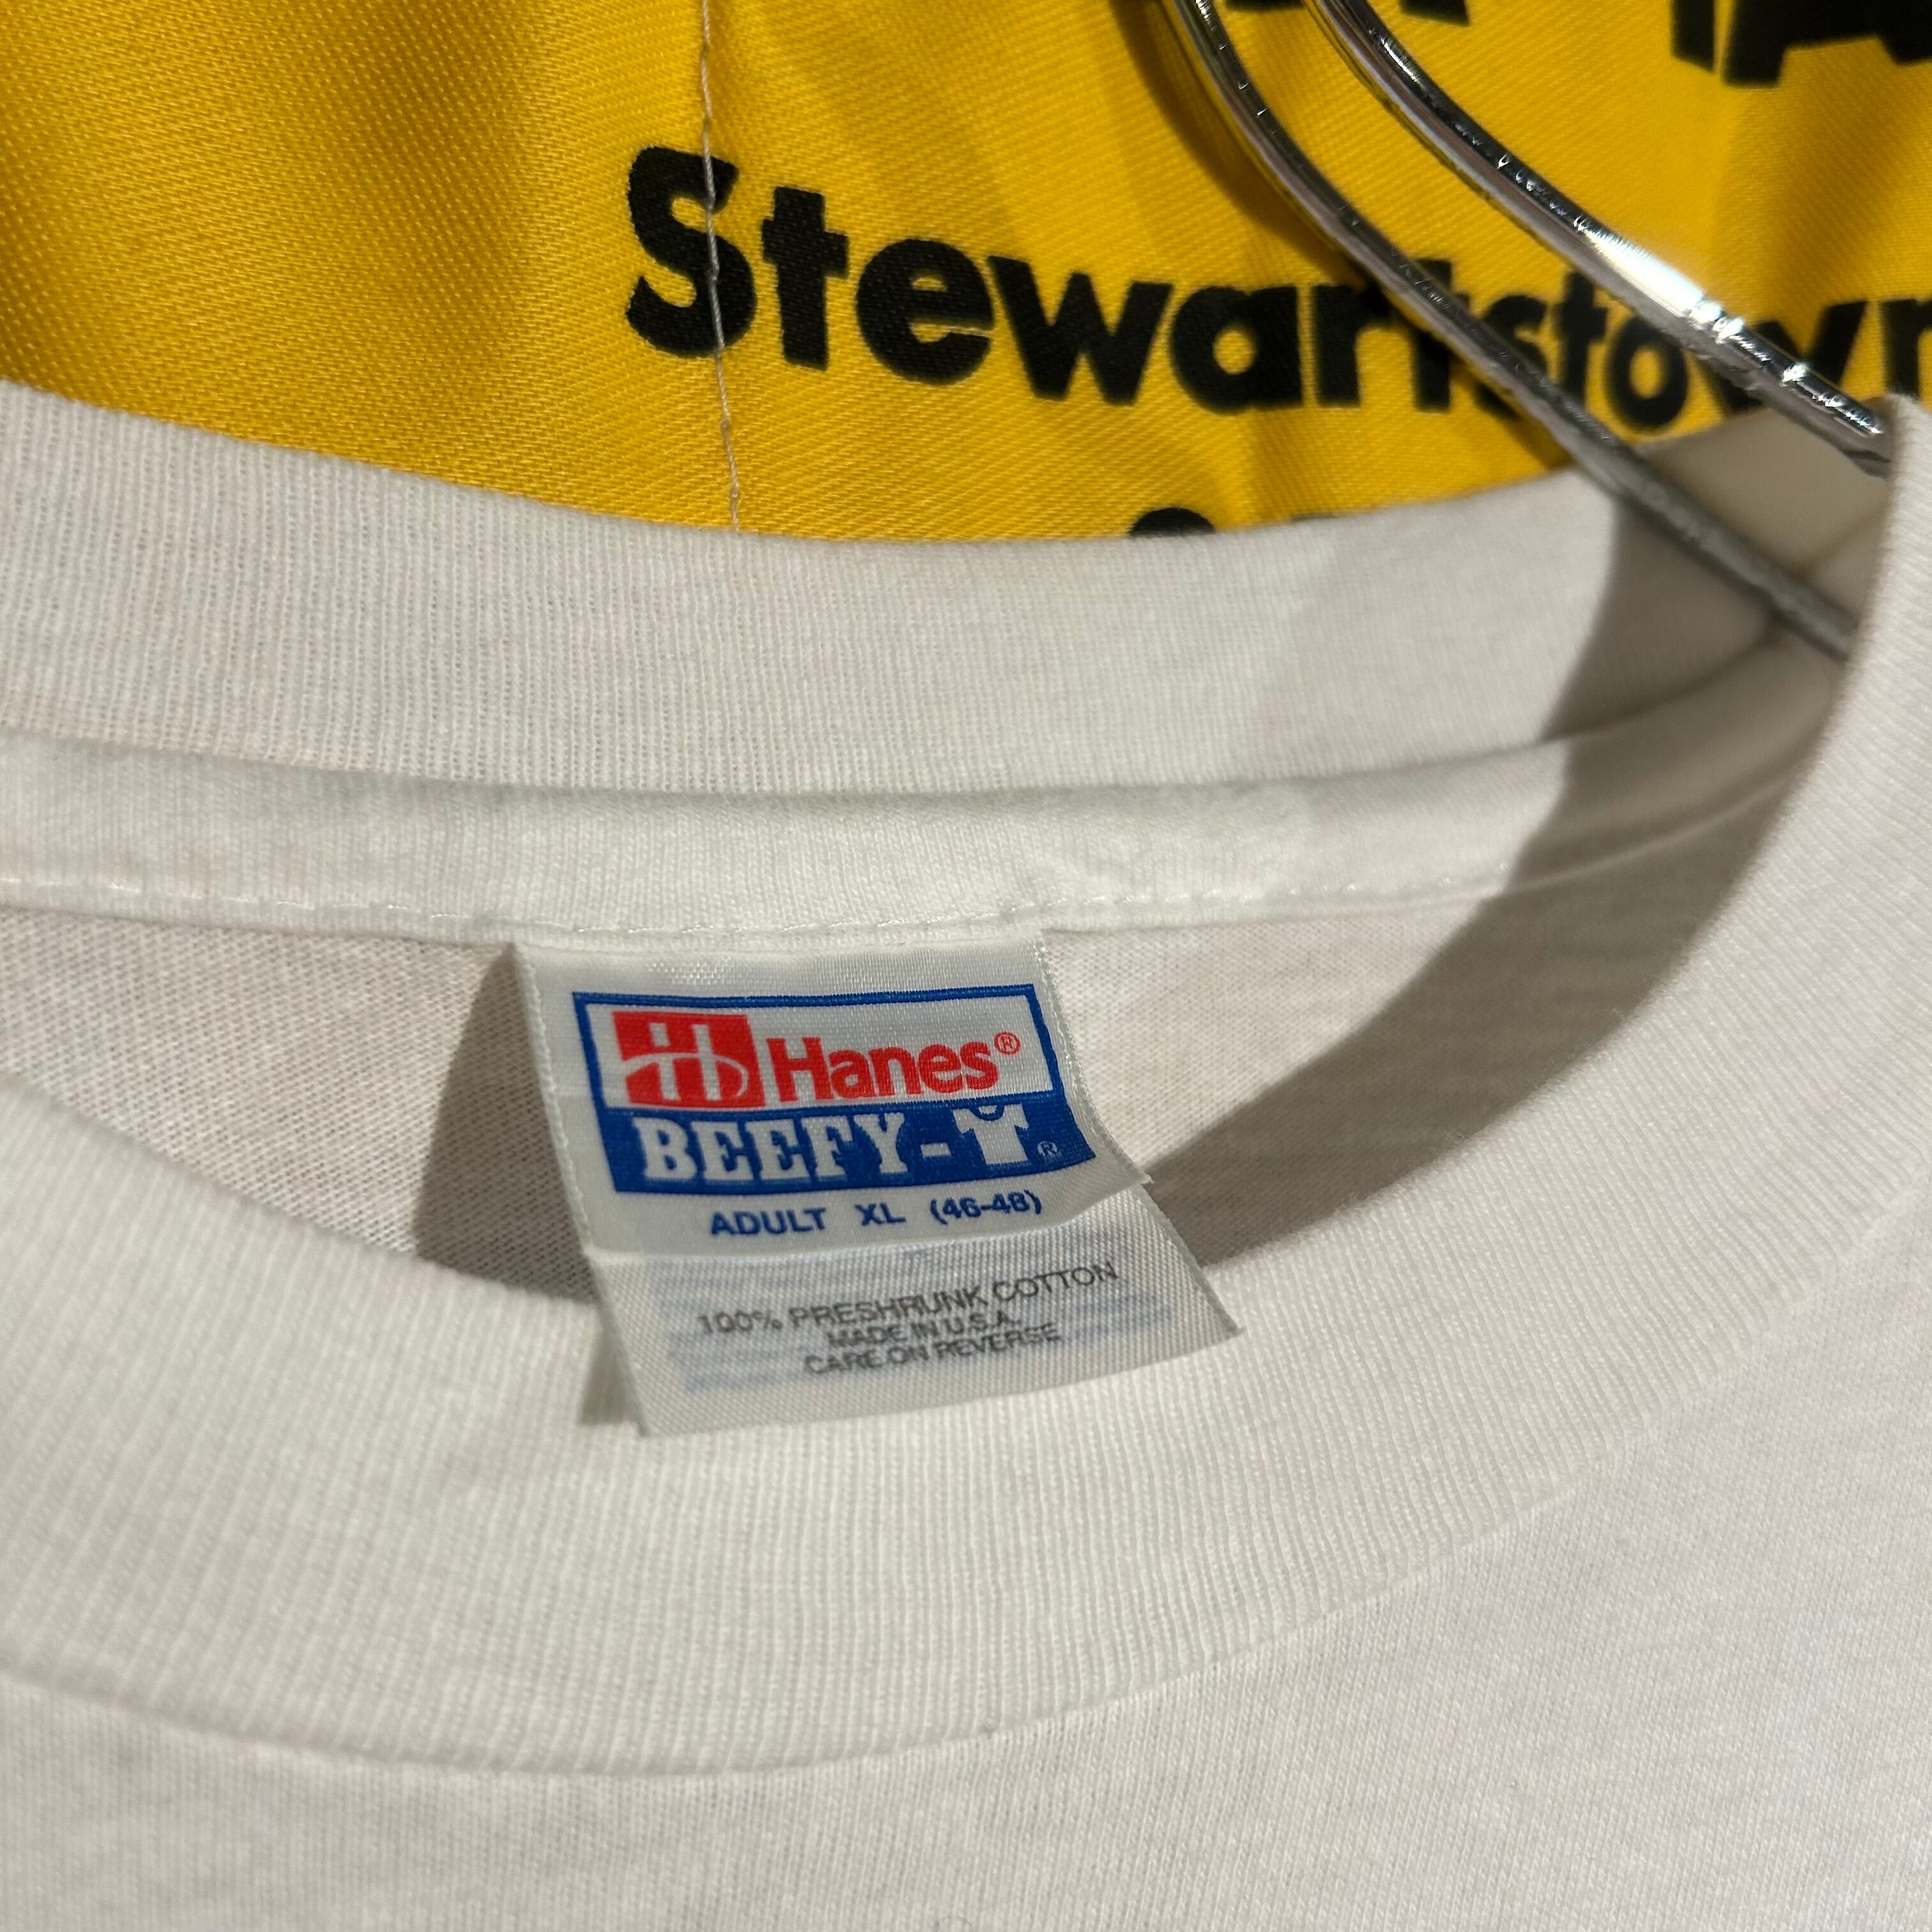 Stewartstown
Hanes®
BEEFY-T®
ADULT XL (46-48)
100% PRESHRUNK COTTON
MADE IN U.S.A.
CARE ON REVERSE